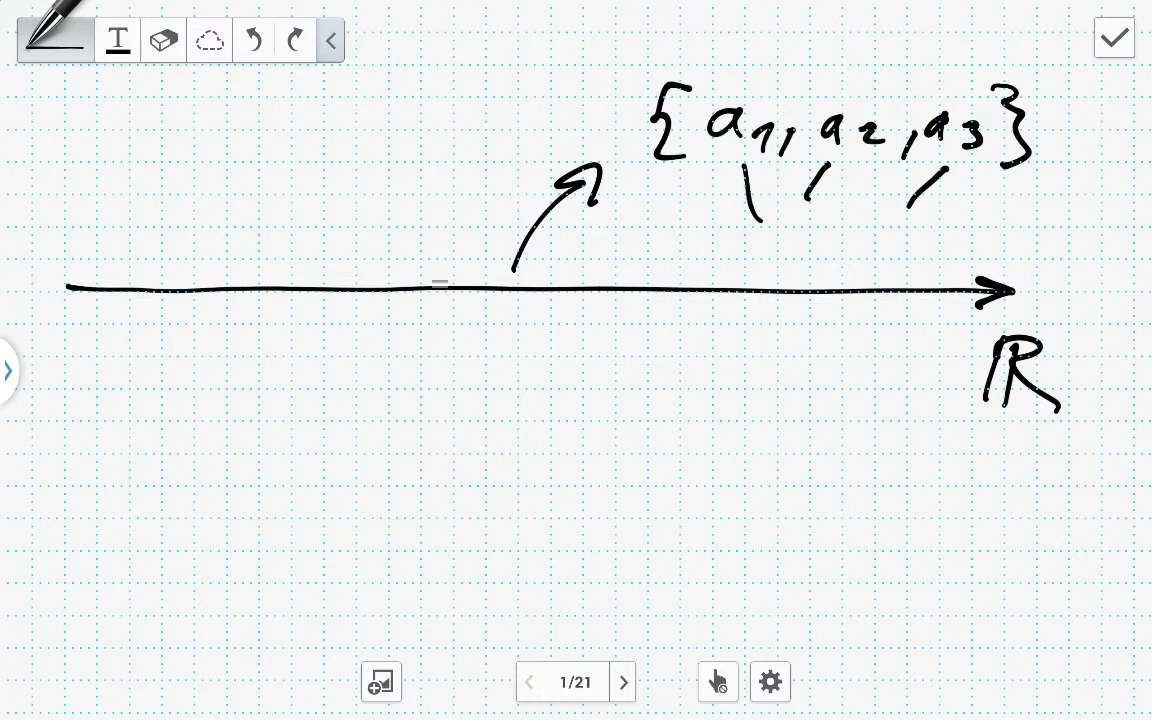 T
{a₁, a₂, a₃}
ℝ
1/21